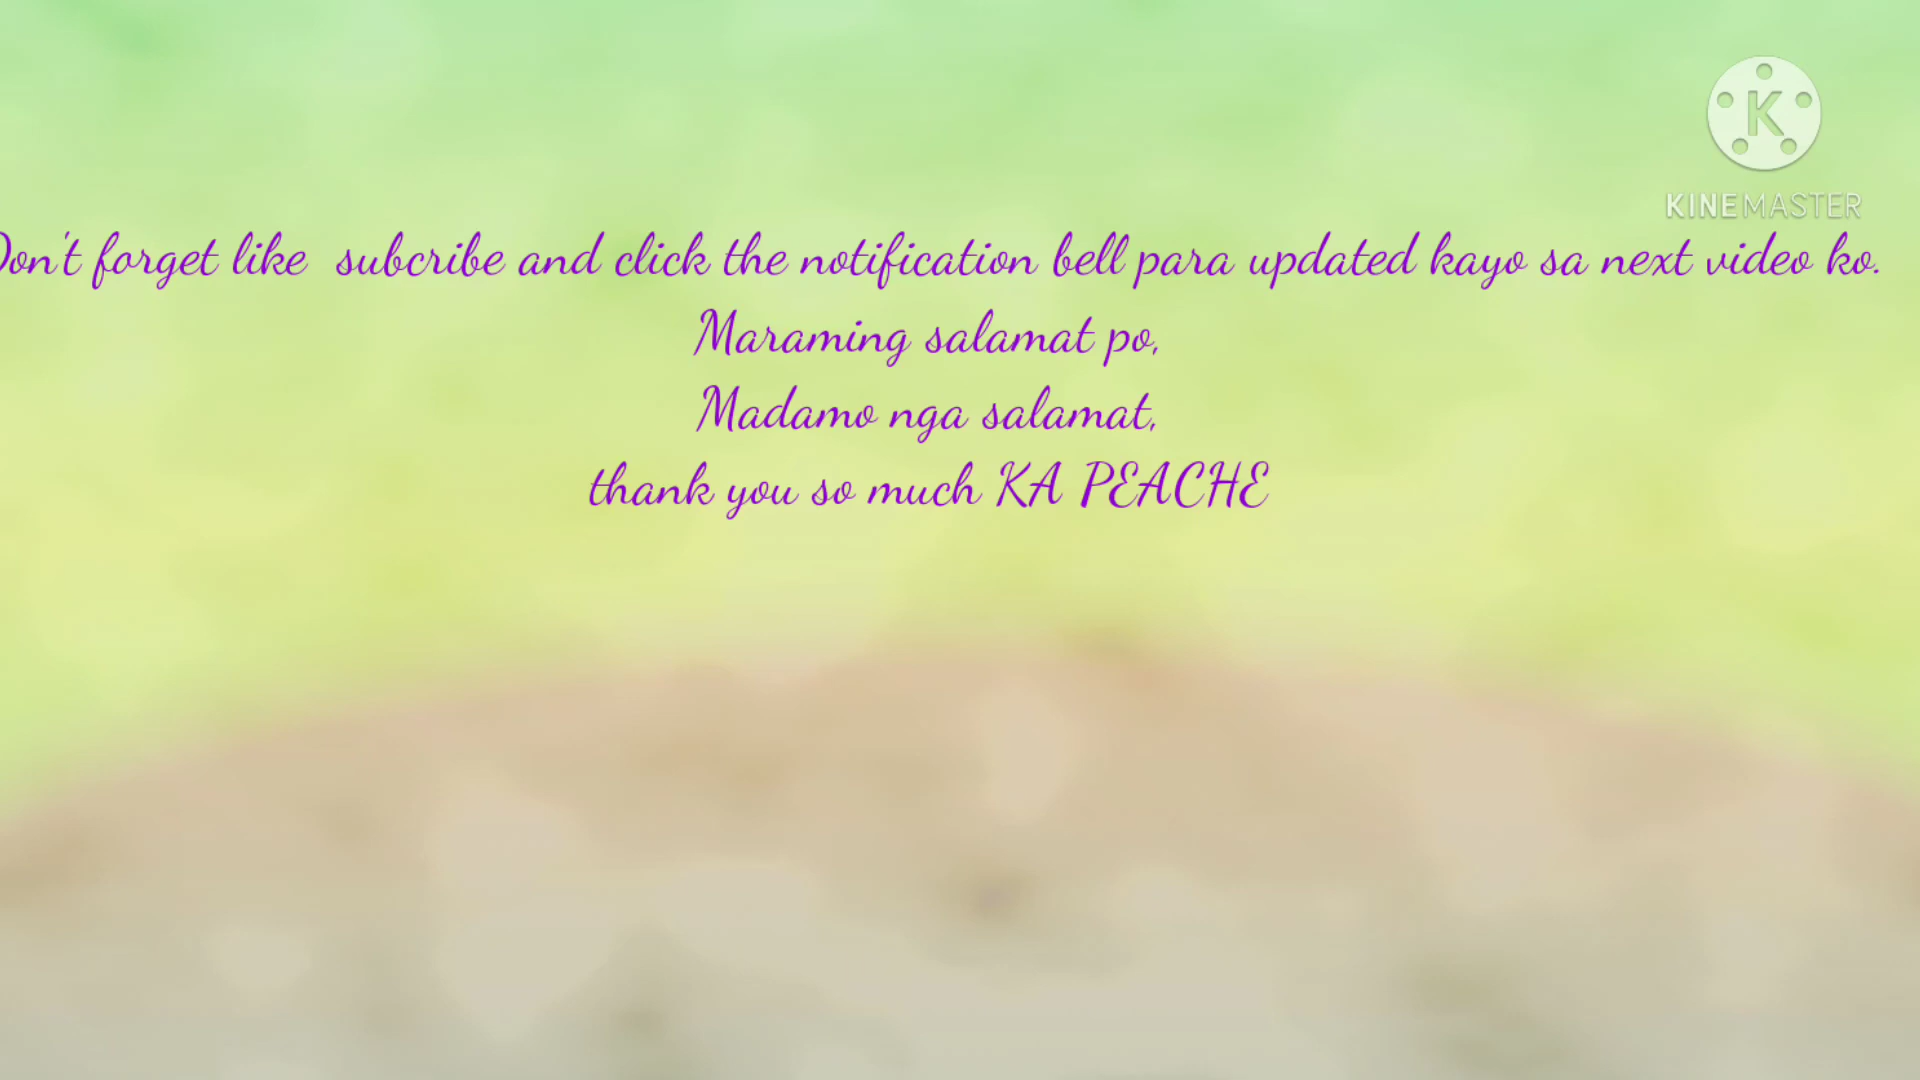 K
KINEMASTER
Don't forget like subcribe and click the notification bell para updated kayo sa next video ko.
Maraming salamat po,
Madamo nga salamat,
thank you so much KA PEACHE